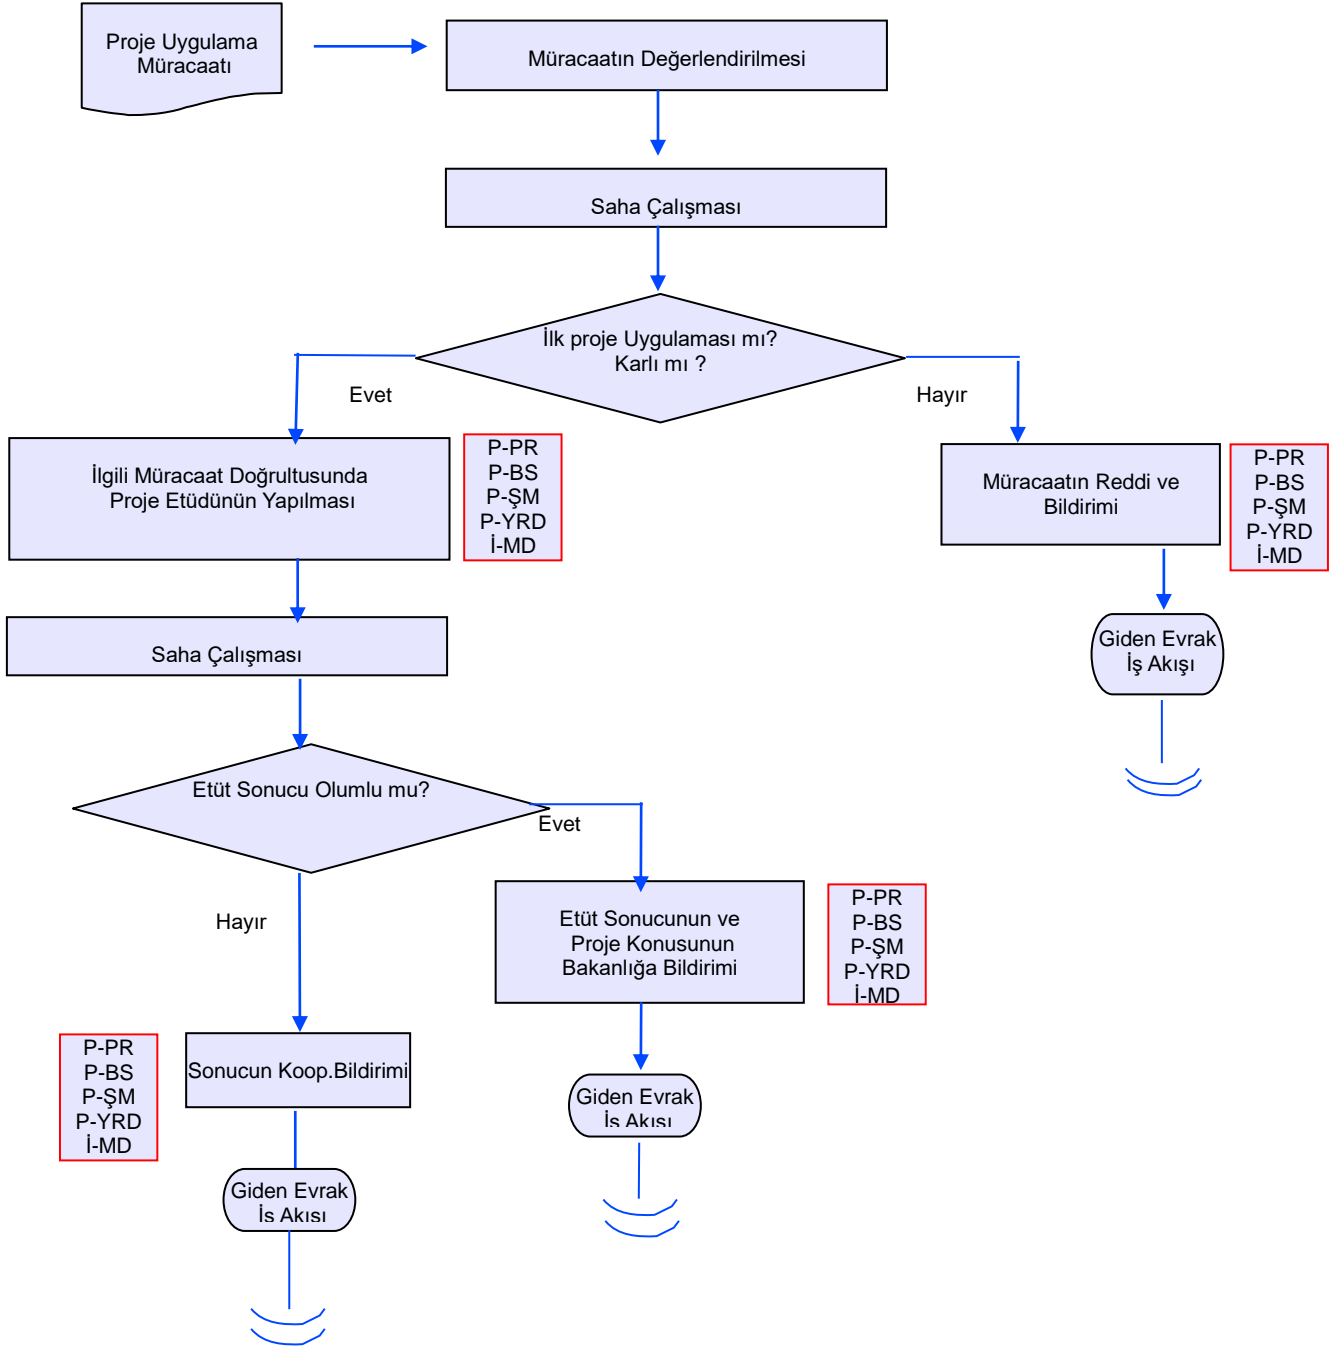 Proje Uygulama
Müracaatı
Müracaatın Değerlendirilmesi
Saha Çalışması
İlk proje Uygulaması mı?
Karlı mı ?
Evet
Hayır
İlgili Müracaat Doğrultusunda
Proje Etüdünün Yapılması
P-PR
P-BS
P-ŞM
P-YRD
İ-MD
Müracaatın Reddi ve
Bildirimi
P-PR
P-BS
P-ŞM
P-YRD
İ-MD
Giden Evrak
İş Akışı
Saha Çalışması
Etüt Sonucu Olumlu mu?
Evet
Hayır
Etüt Sonucunun ve
Proje Konusunun
Bakanlığa Bildirimi
P-PR
P-BS
P-ŞM
P-YRD
İ-MD
Giden Evrak
İş Akışı
P-PR
P-BS
P-ŞM
P-YRD
İ-MD
Sonucun Koop.Bildirimi
Giden Evrak
İş Akışı